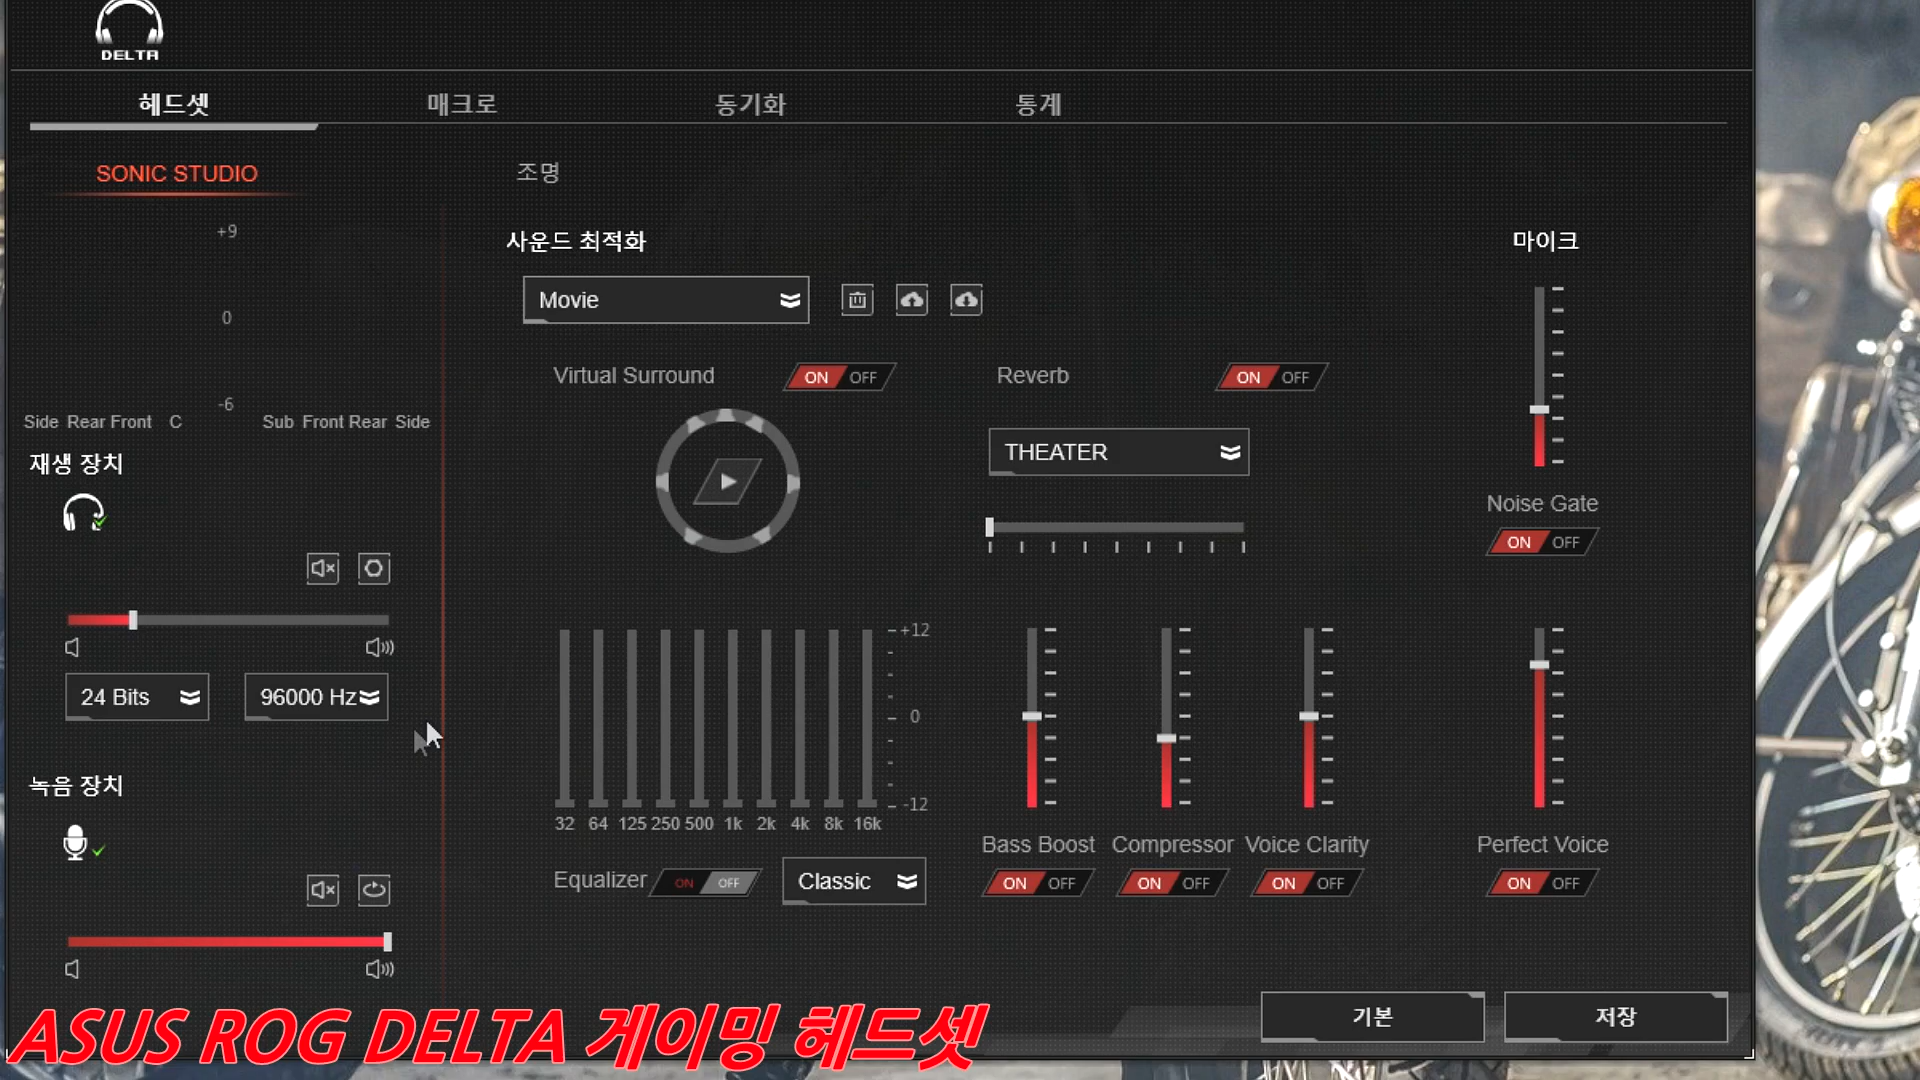 DELTA
헤드셋 매크로 동기화 통계
SONIC STUDIO 조명
+9
0
-6
Side Rear Front C Sub Front Rear Side
재생 장치
24 Bits 96000 Hz
녹음 장치
사운드 최적화
Movie
Virtual Surround ON OFF
Reverb ON OFF
THEATER
+12
0
-12
32 64 125 250 500 1k 2k 4k 8k 16k
Equalizer ON OFF Classic
Bass Boost Compressor Voice Clarity
ON OFF ON OFF ON OFF
마이크
Noise Gate
ON OFF
Perfect Voice
ON OFF
기본 저장
ASUS ROG DELTA 게이밍 헤드셋